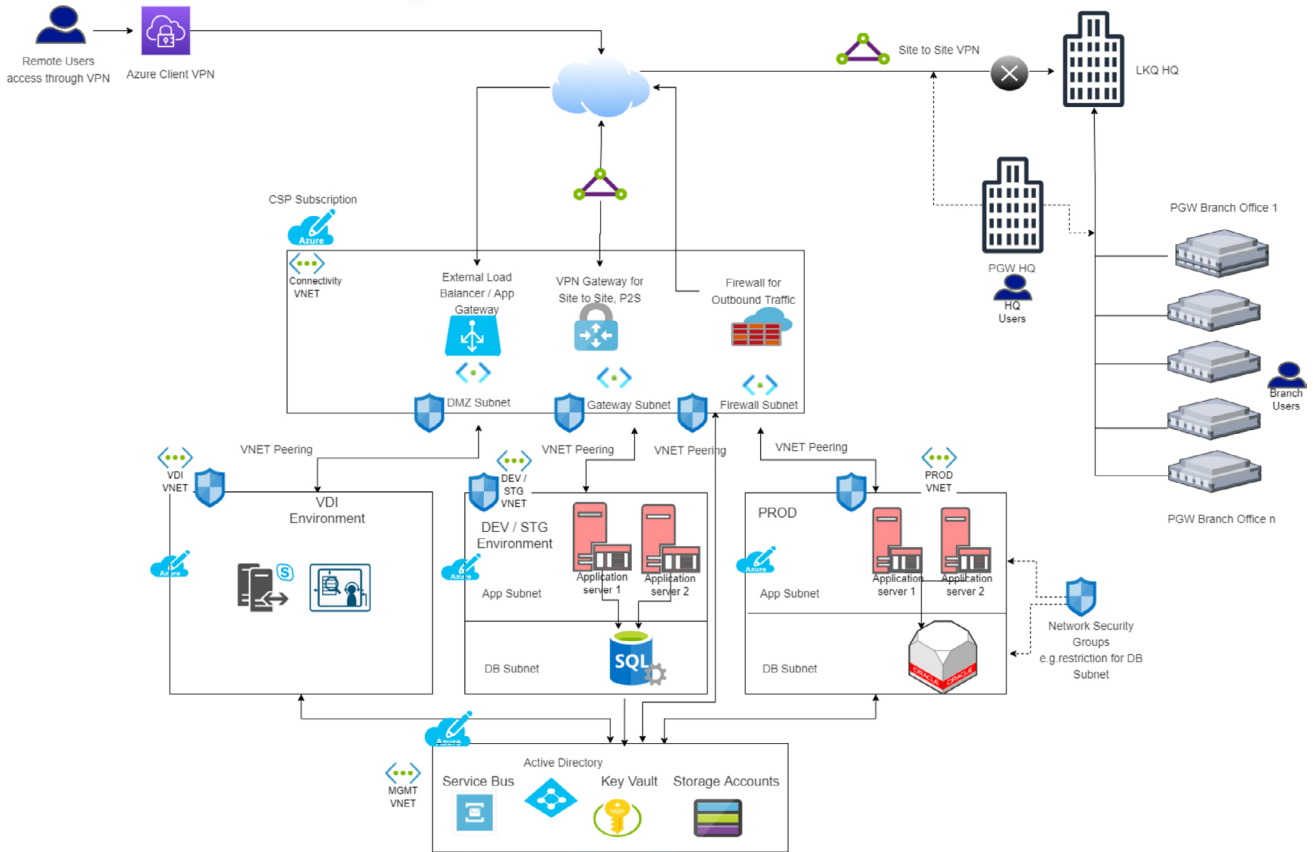 Remote Users
access through VPN
Azure Client VPN
Site to Site VPN
LKQ HQ
CSP Subscription
Azure
Connectivity
VNET
External Load
Balancer / App
Gateway
VPN Gateway for
Site to Site, P2S
Firewall for
Outbound Traffic
DMZ Subnet
Gateway Subnet
Firewall Subnet
PGW HQ
HQ
Users
PGW Branch Office 1
Branch
Users
PGW Branch Office n
VNET Peering
VNET Peering
VNET Peering
VNET Peering
VDI
VNET
VDI
Environment
Azure
S
DEV /
STG
VNET
DEV / STG
Environment
Azure
Application
server 1
Application
server 2
App Subnet
SQL
DB Subnet
PROD
VNET
PROD
Azure
Application
server 1
Application
server 2
App Subnet
ORACLE
ORACLE
DB Subnet
Network Security
Groups
e.g.restriction for DB
Subnet
Azure
MGMT
VNET
Active Directory
Service Bus
Key Vault
Storage Accounts